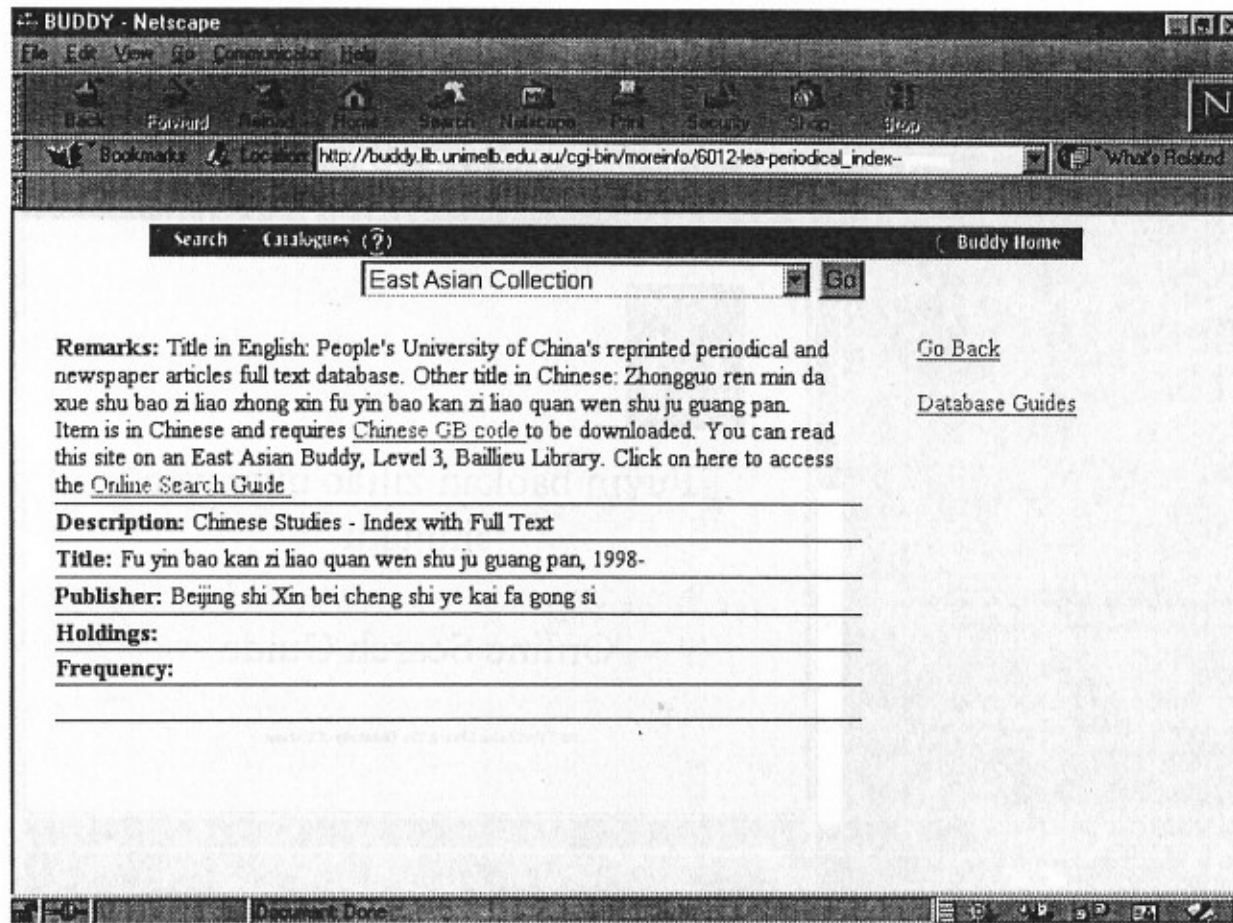 BUDDY - Netscape
File Edit View Go Communicator Help
Back Forward Reload Home Search Netscape Print Security Shop Stop
N
Bookmarks Location: http://buddy.lib.unimelb.edu.au/cgi-bin/moreinfo/6012-lea-periodical_index-- What's Related
Search Catalogues (?) Buddy Home
East Asian Collection Go
Remarks: Title in English: People's University of China's reprinted periodical and
newspaper articles full text database. Other title in Chinese: Zhongguo ren min da
xue shu bao zi liao zhong xin fu yin bao kan zi liao quan wen shu ju guang pan.
Item is in Chinese and requires Chinese GB code to be downloaded. You can read
this site on an East Asian Buddy, Level 3, Baillieu Library. Click on here to access
the Online Search Guide
Description: Chinese Studies - Index with Full Text
Title: Fu yin bao kan zi liao quan wen shu ju guang pan, 1998-
Publisher: Beijing shi Xin bei cheng shi ye kai fa gong si
Holdings:
Frequency:
Go Back
Database Guides
Document: Done